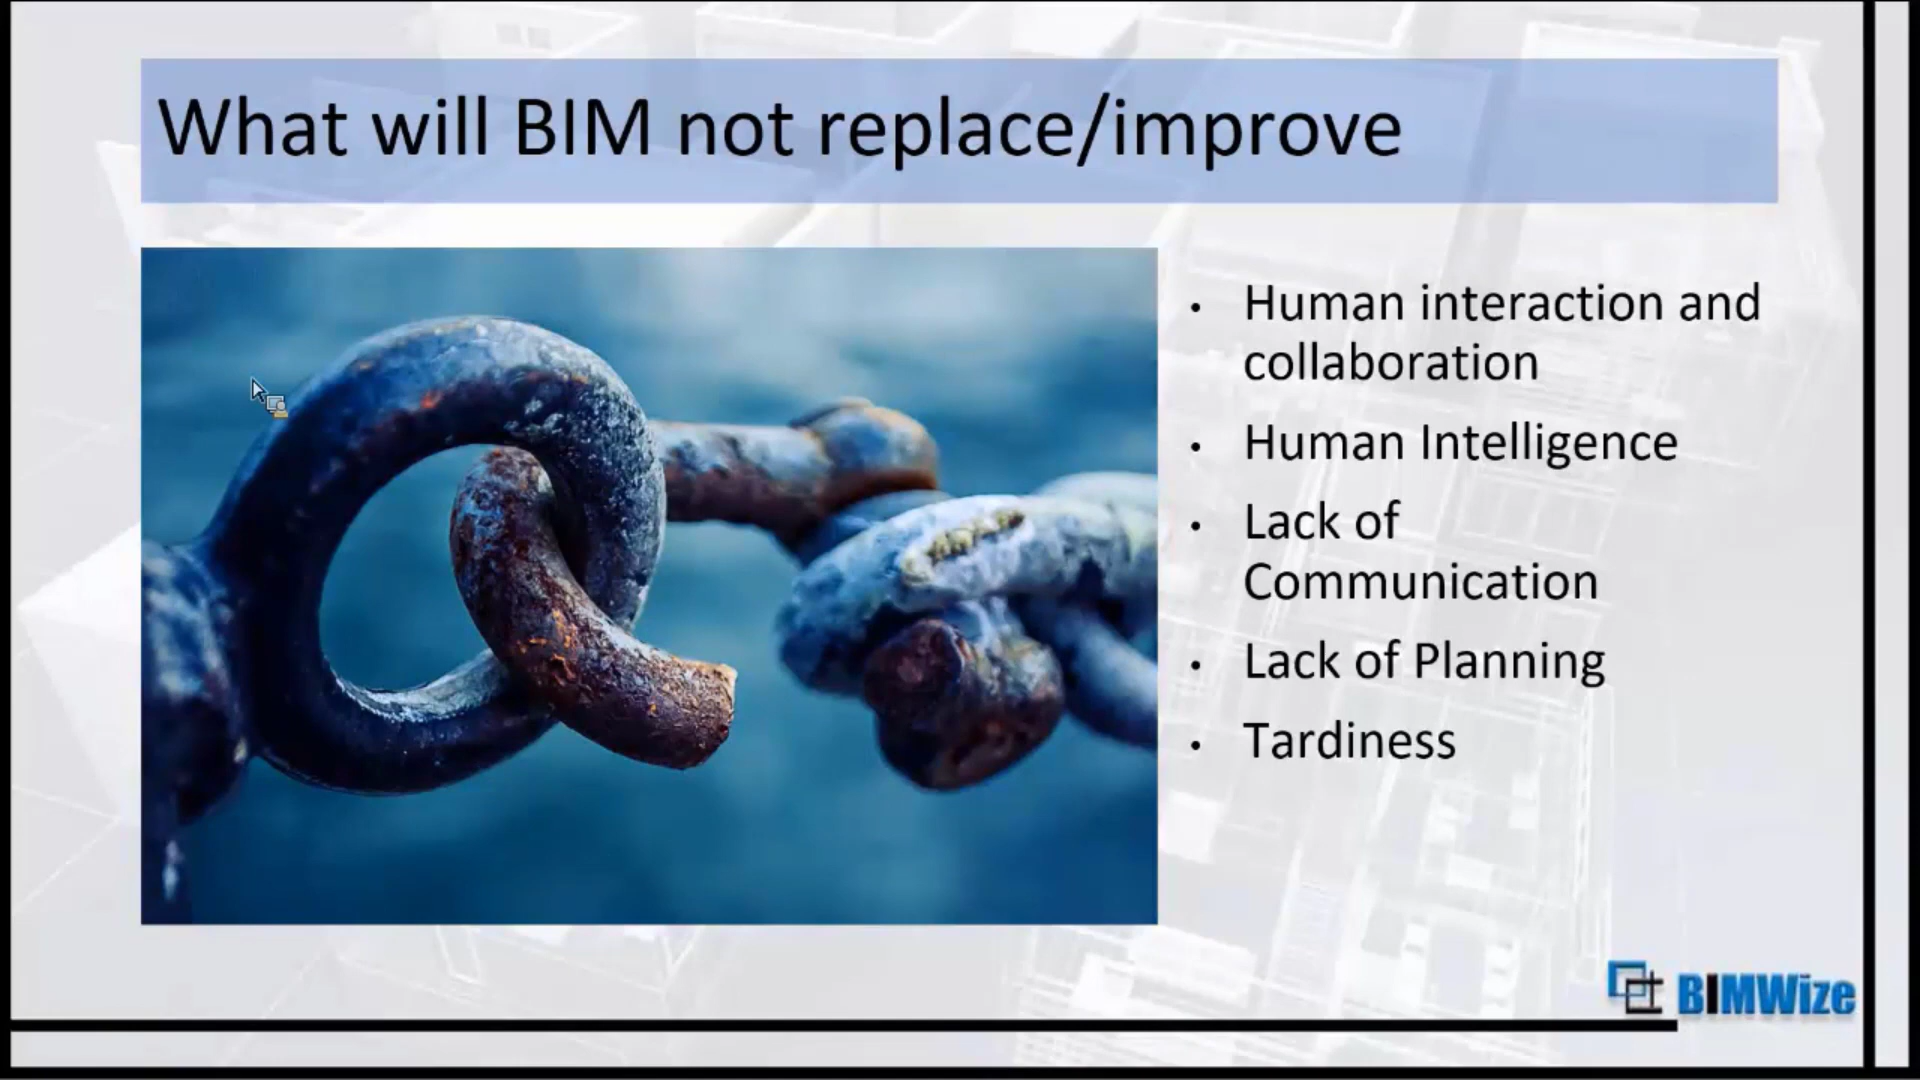 What will BIM not replace/improve
• Human interaction and
collaboration
• Human Intelligence
• Lack of
Communication
• Lack of Planning
• Tardiness
BIMWize